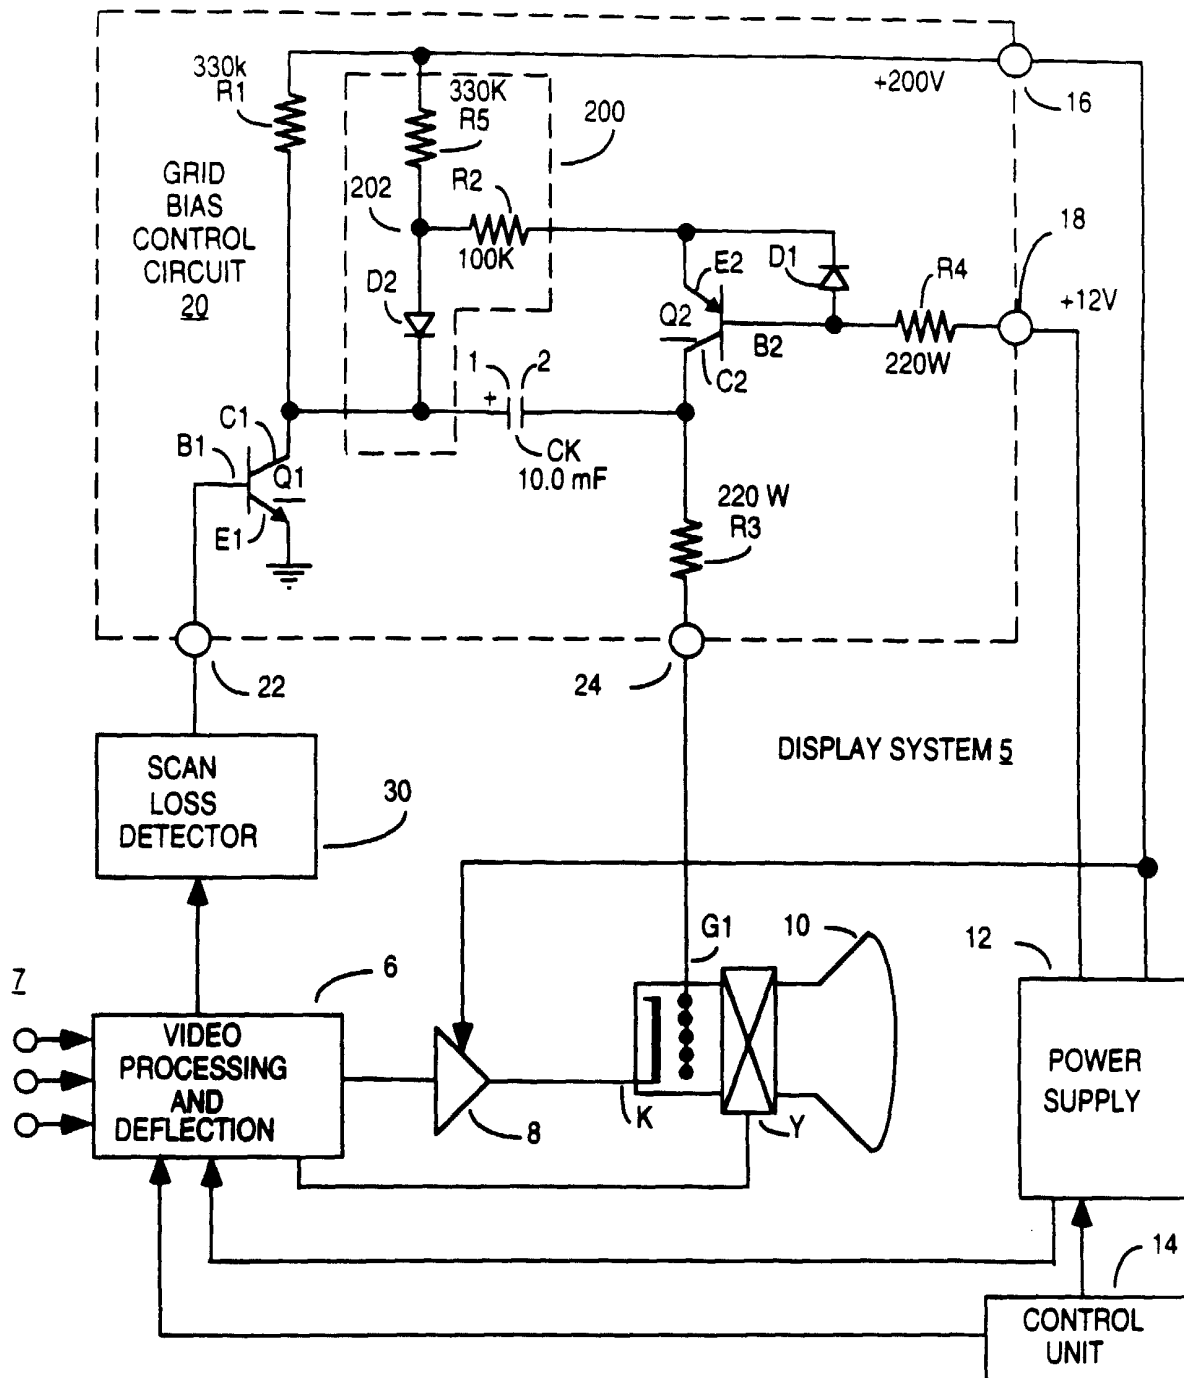 330k
R1
330K
R5
200
+200V
16
GRID
BIAS
CONTROL
CIRCUIT
20
202
R2
100K
18
E2
D1
R4
+12V
D2
Q2
B2
220W
C2
1
2
+
C1
B1
Q1
CK
10.0 mF
E1
220 W
R3
22
24
DISPLAY SYSTEM 5
SCAN
LOSS
DETECTOR
30
G1
10
12
7
6
VIDEO
PROCESSING
AND
DEFLECTION
8
K
Y
POWER
SUPPLY
14
CONTROL
UNIT